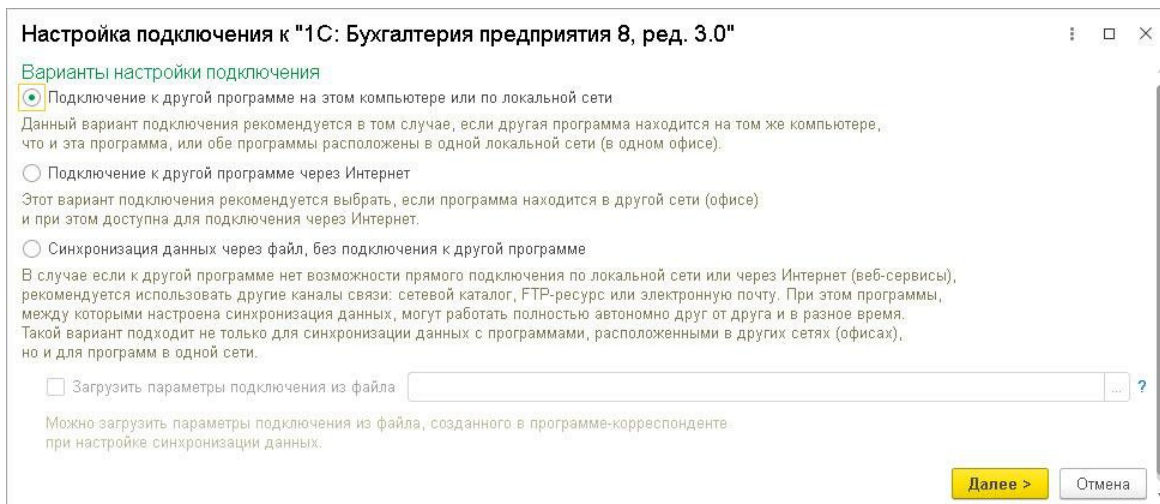 Настройка подключения к "1С: Бухгалтерия предприятия 8, ред. 3.0"
Варианты настройки подключения
Подключение к другой программе на этом компьютере или по локальной сети
Данный вариант подключения рекомендуется в том случае, если другая программа находится на том же компьютере,
что и эта программа, или обе программы расположены в одной локальной сети (в одном офисе).
Подключение к другой программе через Интернет
Этот вариант подключения рекомендуется выбрать, если программа находится в другой сети (офисе)
и при этом доступна для подключения через Интернет.
Синхронизация данных через файл, без подключения к другой программе
В случае если к другой программе нет возможности прямого подключения по локальной сети или через Интернет (веб-сервисы),
рекомендуется использовать другие каналы связи: сетевой каталог, FTP-ресурс или электронную почту. При этом программы,
между которыми настроена синхронизация данных, могут работать полностью автономно друг от друга и в разное время.
Такой вариант подходит не только для синхронизации данных с программами, расположенными в других сетях (офисах),
но и для программ в одной сети.
Загрузить параметры подключения из файла ... ?
Можно загрузить параметры подключения из файла, созданного в программе-корреспонденте
при настройке синхронизации данных.
Далее > Отмена